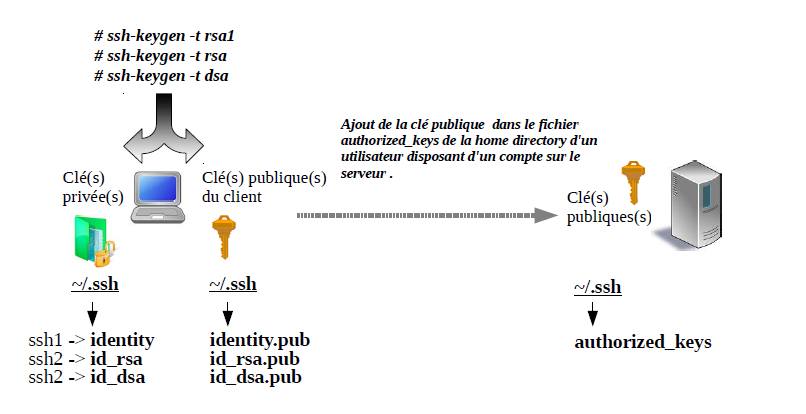 # ssh-keygen -t rsa1
# ssh-keygen -t rsa
# ssh-keygen -t dsa
Ajout de la clé publique dans le fichier
authorized_keys de la home directory d'un
utilisateur disposant d'un compte sur le
serveur .
Clé(s)
privée(s)
Clé(s) publique(s)
du client
Clé(s)
publiques(s)
~/.ssh
~/.ssh
~/.ssh
ssh1 -> identity
ssh2 -> id_rsa
ssh2 -> id_dsa
identity.pub
id_rsa.pub
id_dsa.pub
authorized_keys